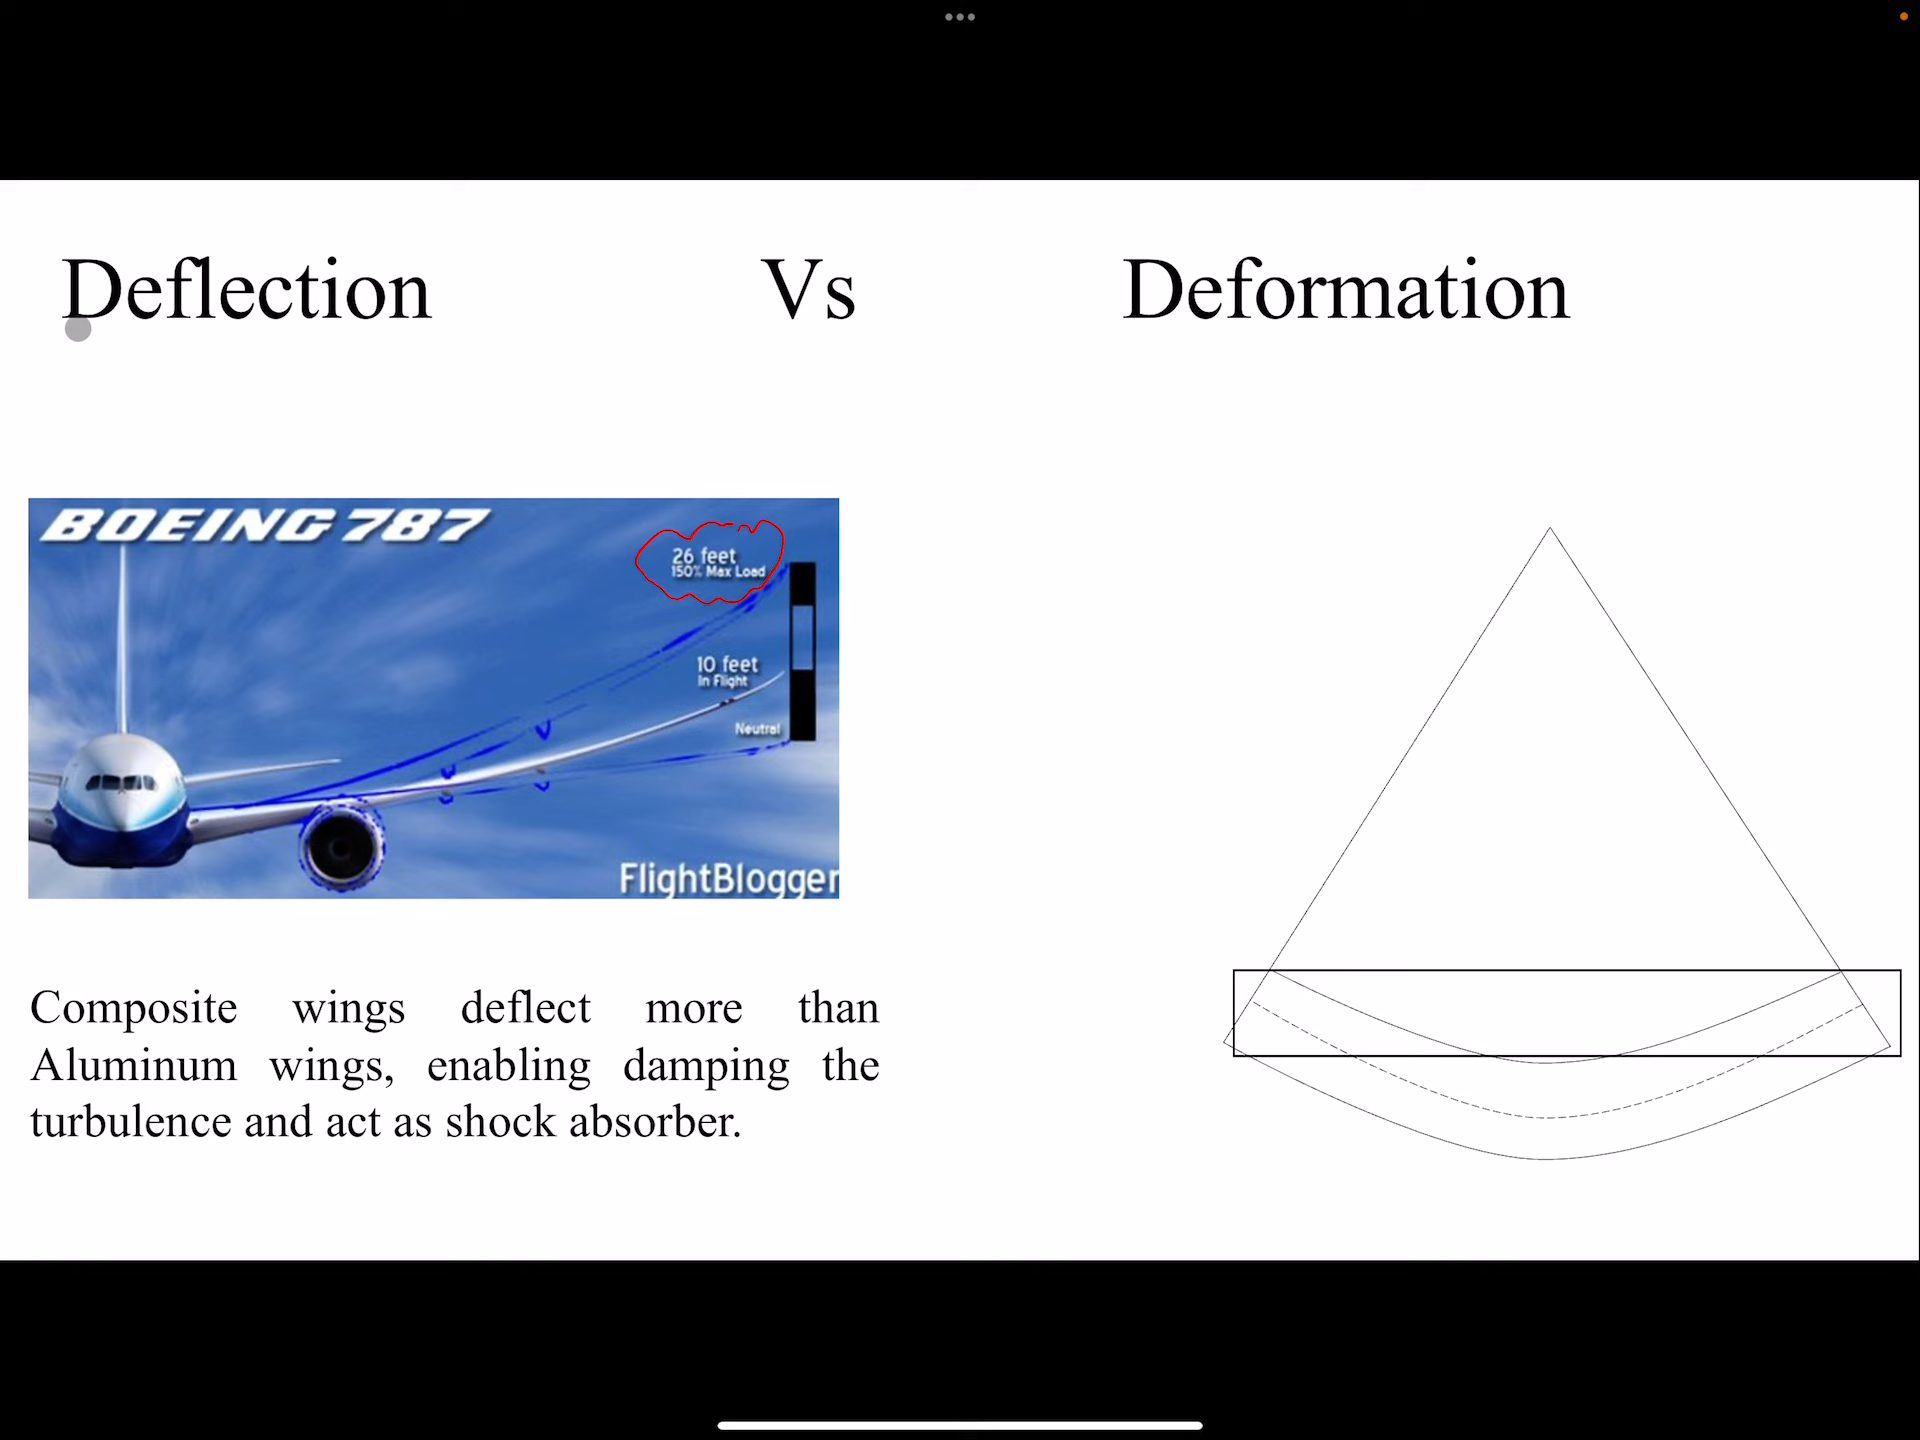 Deflection Vs Deformation
BOEING 787
26 feet
150% Max Load
10 feet
In Flight
Neutral
FlightBlogger
Composite wings deflect more than
Aluminum wings, enabling damping the
turbulence and act as shock absorber.